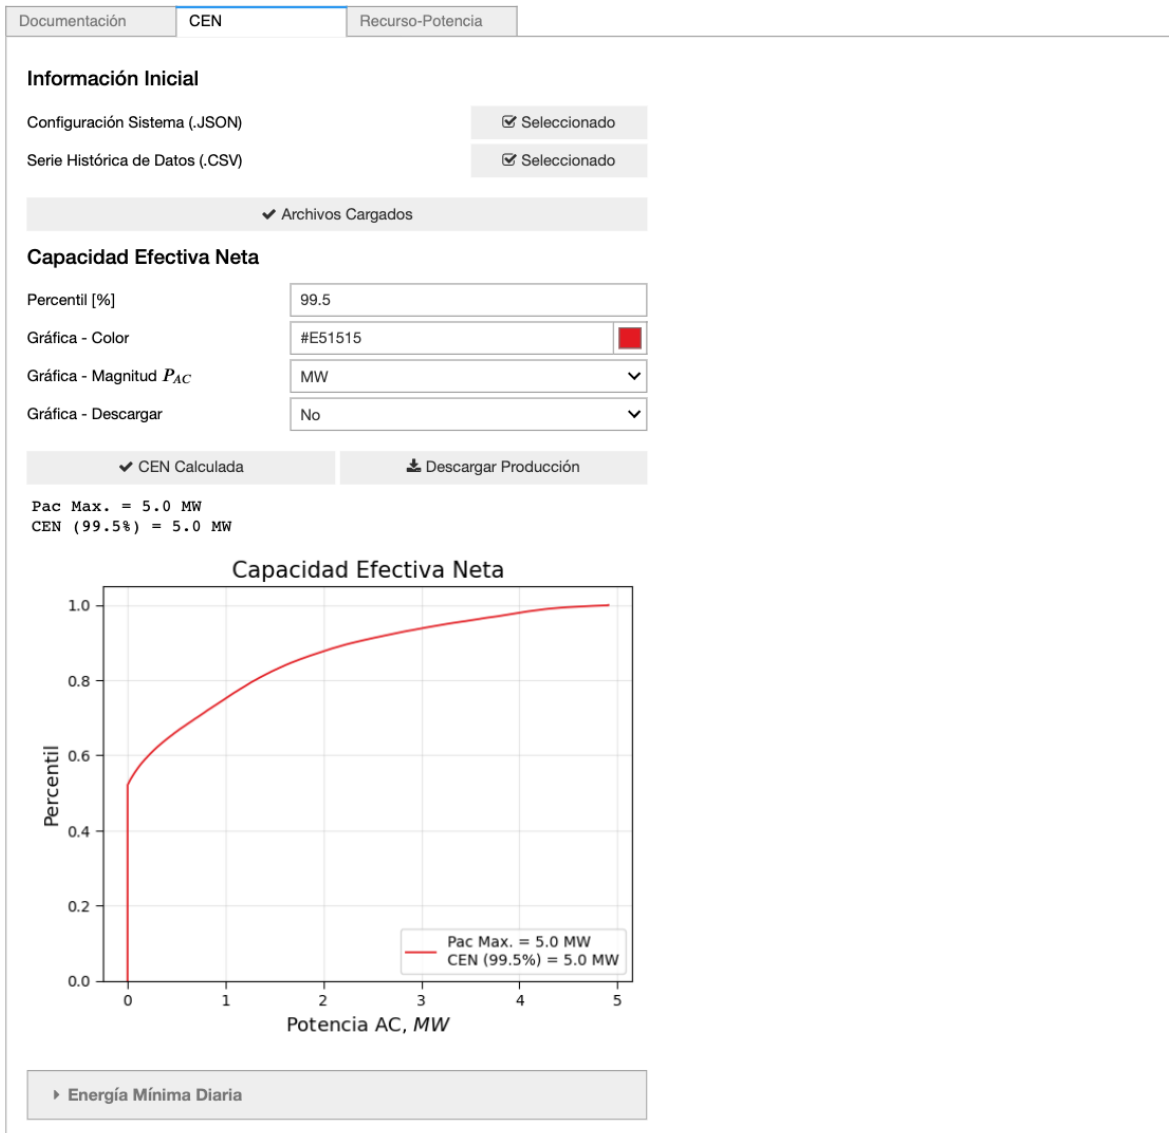 Documentación CEN Recurso-Potencia
Información Inicial
Configuración Sistema (.JSON) Seleccionado
Serie Histórica de Datos (.CSV) Seleccionado
Archivos Cargados
Capacidad Efectiva Neta
Percentil [%] 99.5
Gráfica - Color #E51515
Gráfica - Magnitud P_AC MW
Gráfica - Descargar No
CEN Calculada Descargar Producción
Pac Max. = 5.0 MW
CEN (99.5%) = 5.0 MW
Capacidad Efectiva Neta
1.0
0.8
0.6
0.4
0.2
0.0
Percentil
Pac Max. = 5.0 MW
CEN (99.5%) = 5.0 MW
0 1 2 3 4 5
Potencia AC, MW
Energía Mínima Diaria